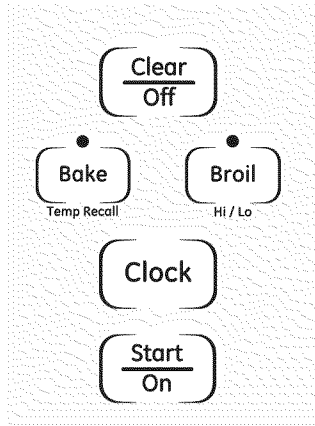 Clear
Off
Bake
Broil
Temp Recall
Hi / Lo
Clock
Start
On